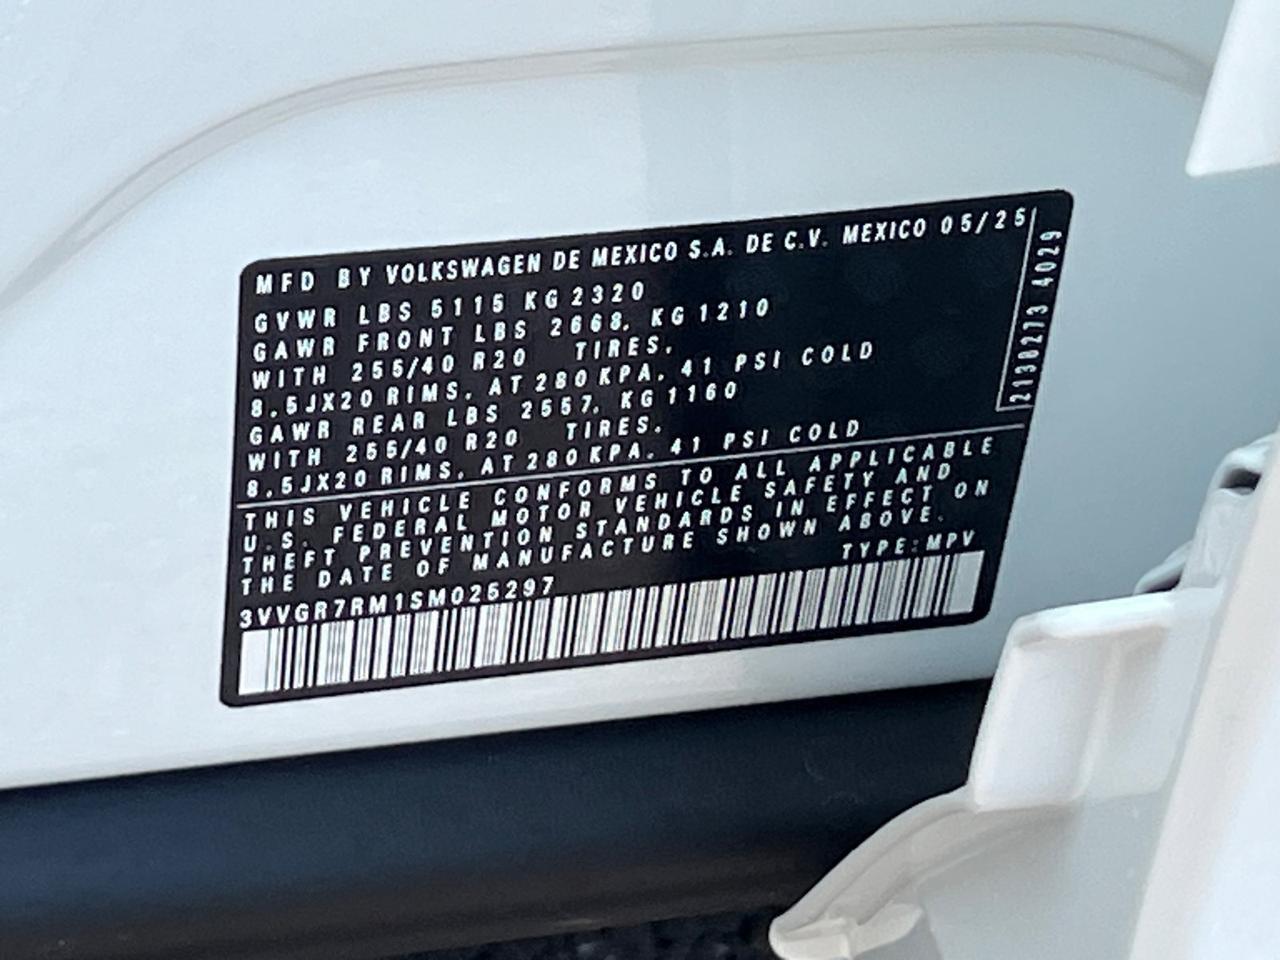 MFD BY VOLKSWAGEN DE MEXICO S.A. DE C.V. MEXICO 05/25
GVWR LBS 5115 KG 2320
GAWR FRONT LBS 2668, KG 1210
WITH 255/40 R20 TIRES,
8,5JX20 RIMS, AT 280 KPA, 41 PSI COLD
GAWR REAR LBS 2557, KG 1160
WITH 255/40 R20 TIRES,
8,5JX20 RIMS, AT 280 KPA, 41 PSI COLD
THIS VEHICLE CONFORMS TO ALL APPLICABLE
U.S. FEDERAL MOTOR VEHICLE SAFETY AND
THEFT PREVENTION STANDARDS IN EFFECT ON
THE DATE OF MANUFACTURE SHOWN ABOVE.
TYPE:MPV
3VVGR7RM1SM025297
2138273 4029